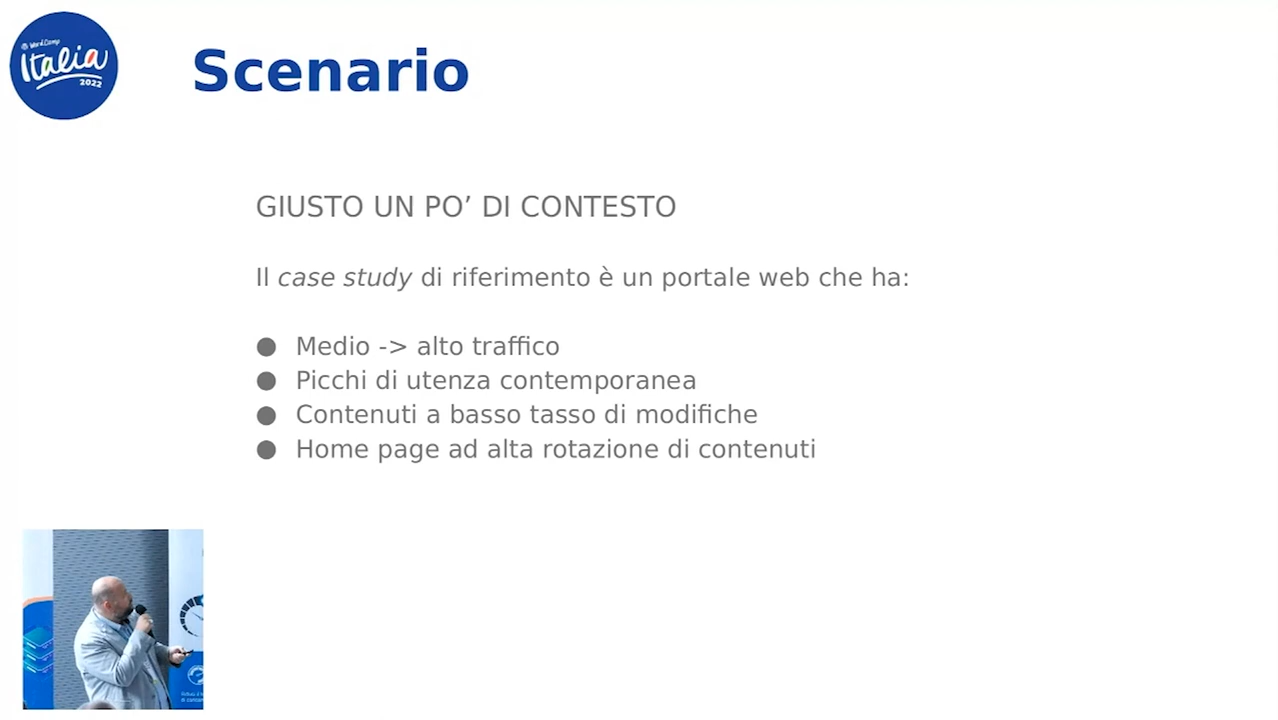 WordCamp
Italia
2022
Scenario
GIUSTO UN PO’ DI CONTESTO
Il case study di riferimento è un portale web che ha:
● Medio -> alto traffico
● Picchi di utenza contemporanea
● Contenuti a basso tasso di modifiche
● Home page ad alta rotazione di contenuti